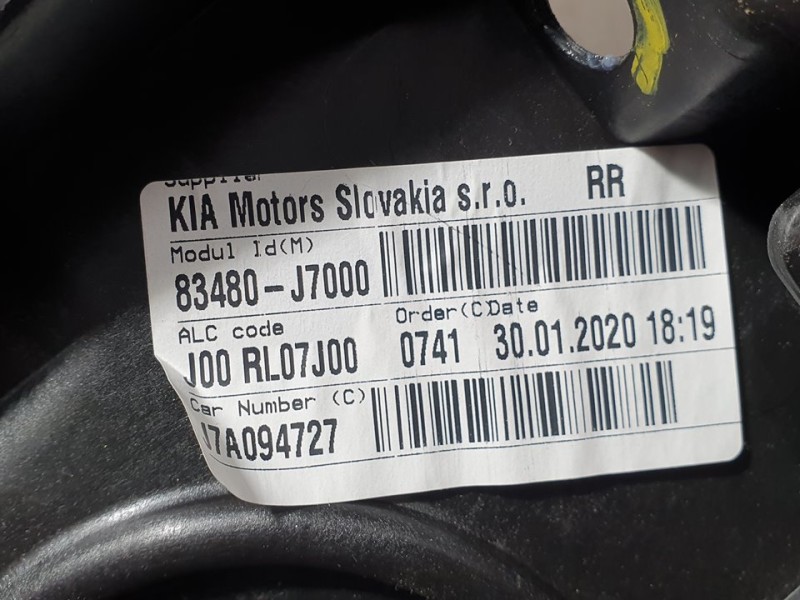 Supplier
KIA Motors Slovakia s.r.o. RR
Modul Id(M)
83480-J7000
ALC code Order(C)Date
J00 RL07J00 0741 30.01.2020 18:19
Car Number (C)
J7A094727